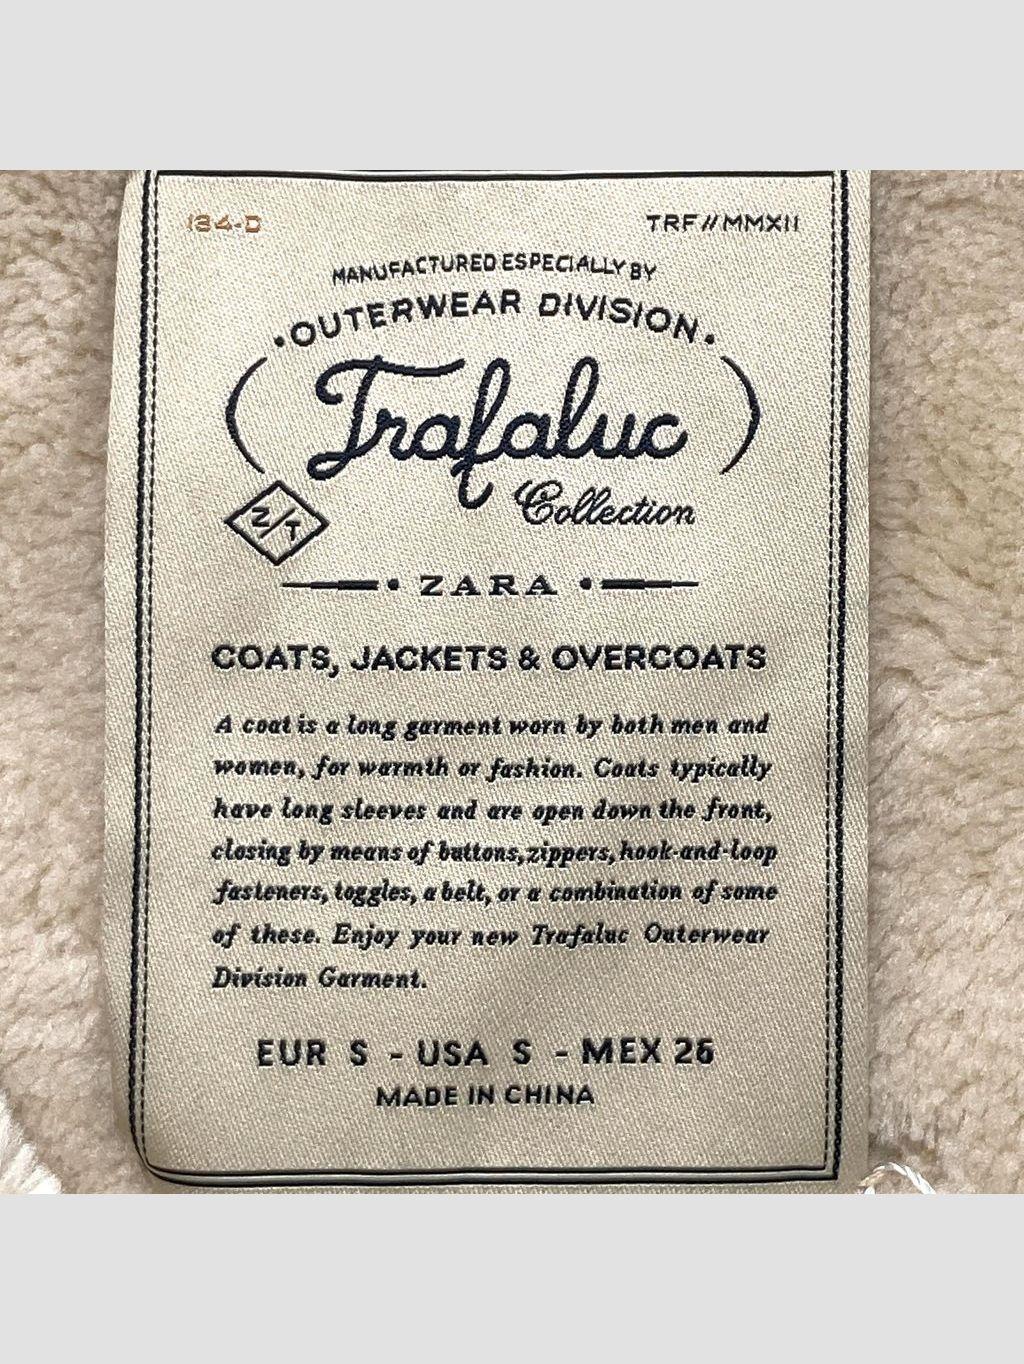 134-D TRF//MMXII
MANUFACTURED ESPECIALLY BY
•OUTERWEAR DIVISION•
Trafaluc
Collection
Z/T
• ZARA •
COATS, JACKETS & OVERCOATS
A coat is a long garment worn by both men and
women, for warmth or fashion. Coats typically
have long sleeves and are open down the front,
closing by means of buttons, zippers, hook-and-loop
fasteners, toggles, a belt, or a combination of some
of these. Enjoy your new Trafaluc Outerwear
Division Garment.
EUR S - USA S - MEX 26
MADE IN CHINA